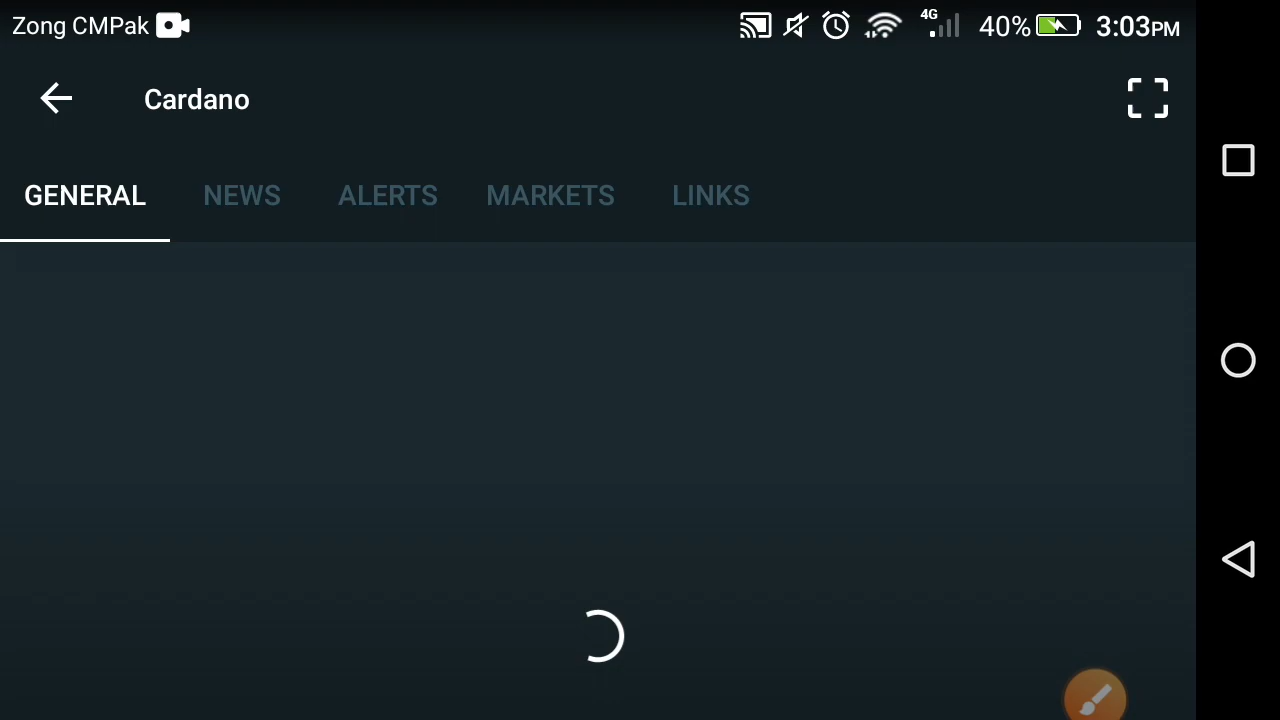 Zong CMPak 4G 40% 3:03PM
Cardano
GENERAL NEWS ALERTS MARKETS LINKS